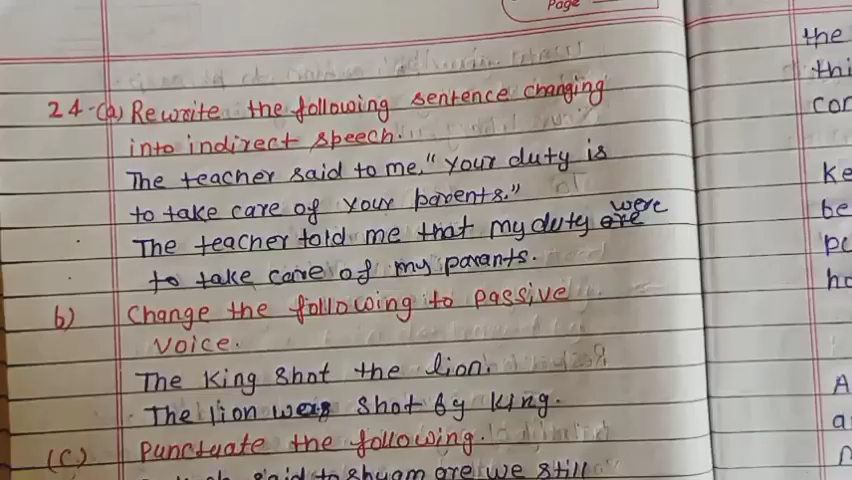 Page
24-(a) Rewrite the following sentence changing
into indirect speech.
The teacher said to me, "your duty is
to take care of your parents."
were
The teacher told me that my duty are
to take care of my parants.
b) Change the following to passive
voice.
The King shot the lion.
The lion was shot by King.
(C) Punctuate the following.
said to shyam are we still
the
thi
con
Ke
be
pc
ho
A
a